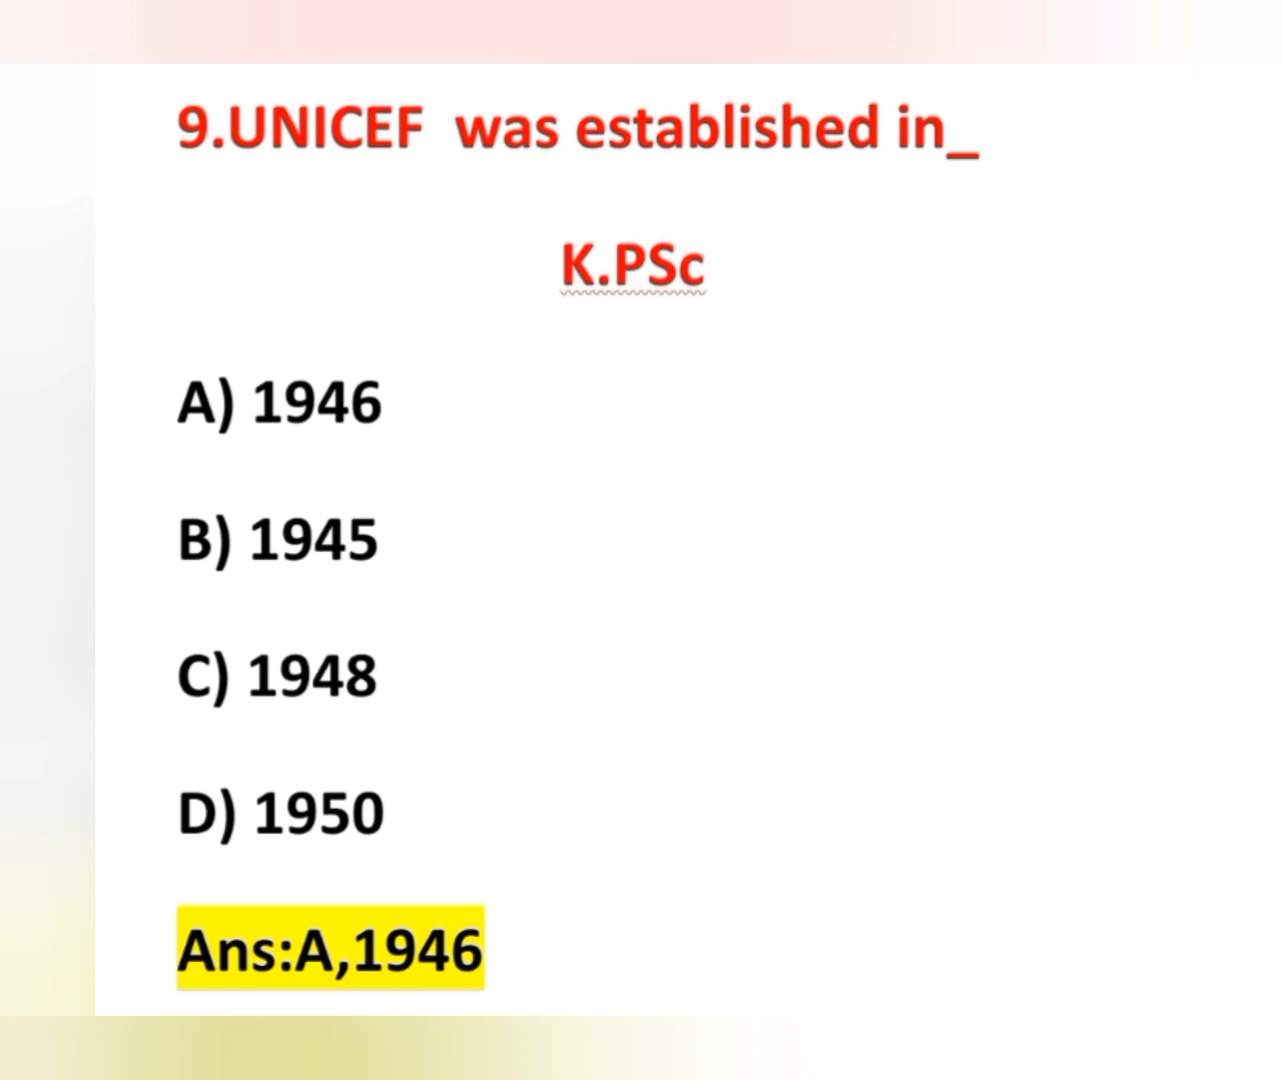 9.UNICEF  was established in_
K.PSc
A) 1946
B) 1945
C) 1948
D) 1950
Ans:A,1946